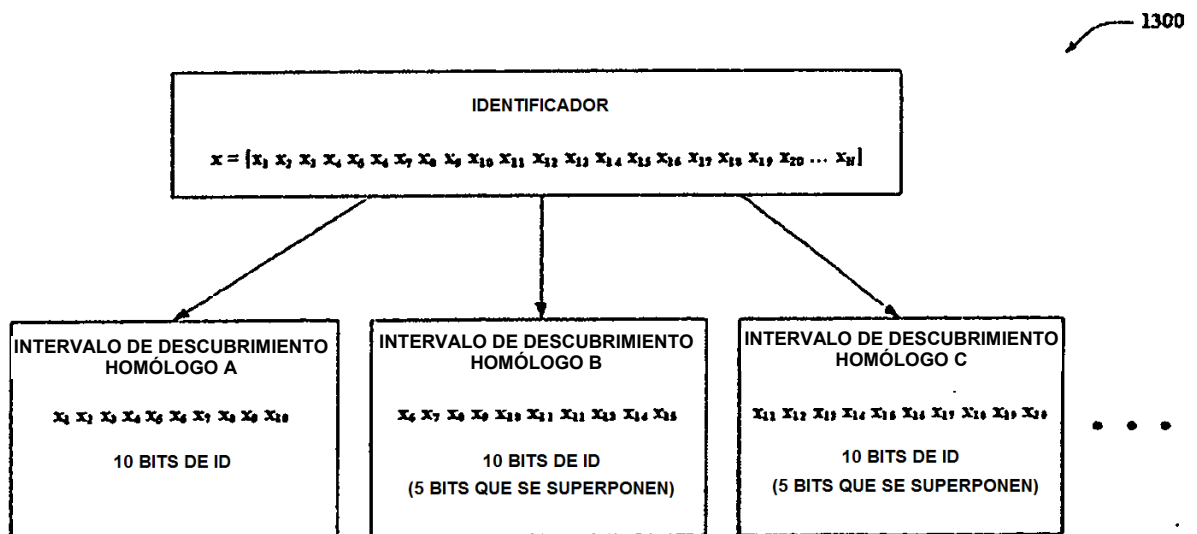 1300
IDENTIFICADOR
x = [x₁ x₂ x₃ x₄ x₅ x₆ x₇ x₈ x₉ x₁₀ x₁₁ x₁₂ x₁₃ x₁₄ x₁₅ x₁₆ x₁₇ x₁₈ x₁₉ x₂₀ ... x_N]
INTERVALO DE DESCUBRIMIENTO
HOMÓLOGO A
x₁ x₂ x₃ x₄ x₅ x₆ x₇ x₈ x₉ x₁₀
10 BITS DE ID
INTERVALO DE DESCUBRIMIENTO
HOMÓLOGO B
x₆ x₇ x₈ x₉ x₁₀ x₁₁ x₁₂ x₁₃ x₁₄ x₁₅
10 BITS DE ID
(5 BITS QUE SE SUPERPONEN)
INTERVALO DE DESCUBRIMIENTO
HOMÓLOGO C
x₁₁ x₁₂ x₁₃ x₁₄ x₁₅ x₁₆ x₁₇ x₁₈ x₁₉ x₂₀
10 BITS DE ID
(5 BITS QUE SE SUPERPONEN)
• • •